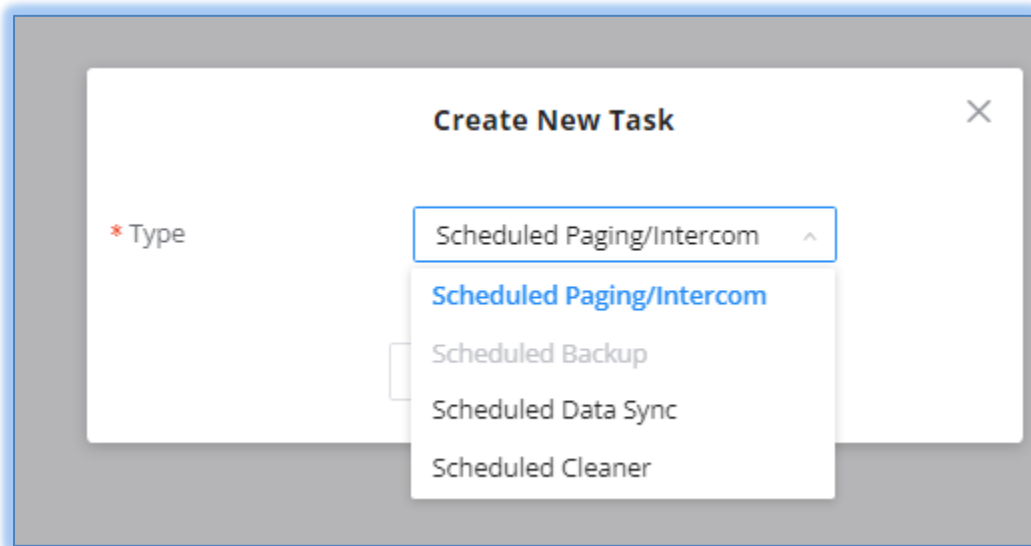 Create New Task
* Type
Scheduled Paging/Intercom
Scheduled Paging/Intercom
Scheduled Backup
Scheduled Data Sync
Scheduled Cleaner